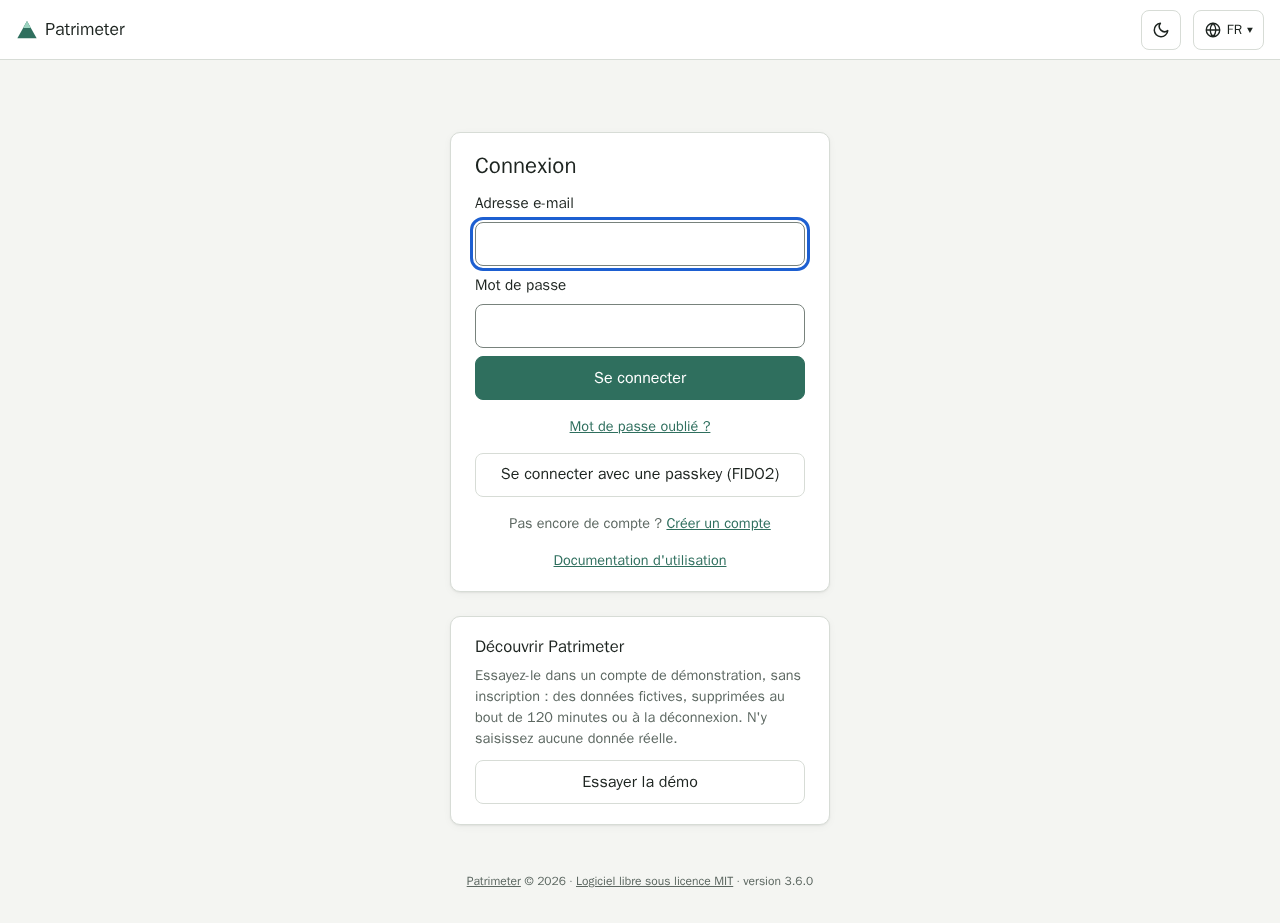 Patrimeter
FR ▾
Connexion
Adresse e-mail
Mot de passe
Se connecter
Mot de passe oublié ?
Se connecter avec une passkey (FIDO2)
Pas encore de compte ? Créer un compte
Documentation d'utilisation
Découvrir Patrimeter
Essayez-le dans un compte de démonstration, sans
inscription : des données fictives, supprimées au
bout de 120 minutes ou à la déconnexion. N'y
saisissez aucune donnée réelle.
Essayer la démo
Patrimeter © 2026 · Logiciel libre sous licence MIT · version 3.6.0